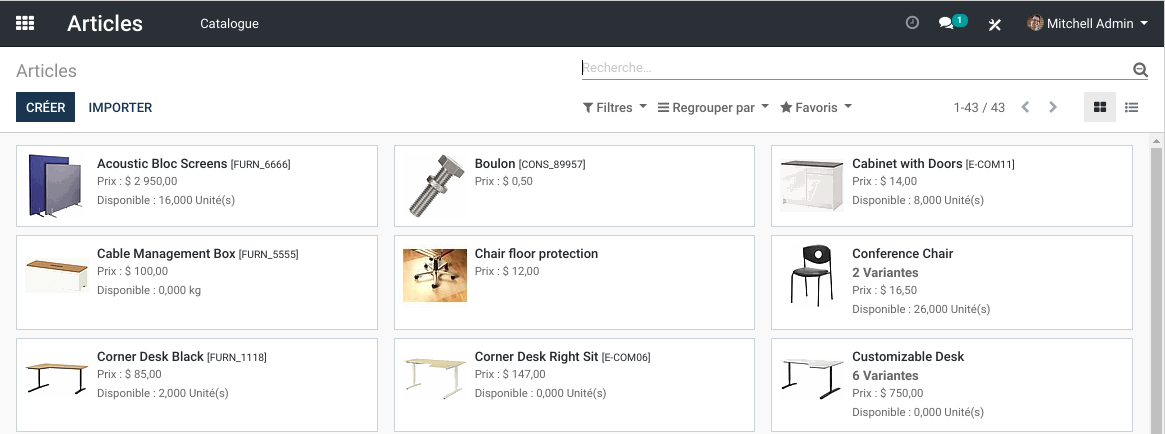 Articles
Catalogue
1
Mitchell Admin
Articles
Recherche...
CRÉER
IMPORTER
Filtres
Regrouper par
Favoris
1-43 / 43
Acoustic Bloc Screens [FURN_6666]
Prix : $ 2 950,00
Disponible : 16,000 Unité(s)
Boulon [CONS_89957]
Prix : $ 0,50
Cabinet with Doors [E-COM11]
Prix : $ 14,00
Disponible : 8,000 Unité(s)
Cable Management Box [FURN_5555]
Prix : $ 100,00
Disponible : 0,000 kg
Chair floor protection
Prix : $ 12,00
Conference Chair
2 Variantes
Prix : $ 16,50
Disponible : 26,000 Unité(s)
Corner Desk Black [FURN_1118]
Prix : $ 85,00
Disponible : 2,000 Unité(s)
Corner Desk Right Sit [E-COM06]
Prix : $ 147,00
Disponible : 0,000 Unité(s)
Customizable Desk
6 Variantes
Prix : $ 750,00
Disponible : 0,000 Unité(s)